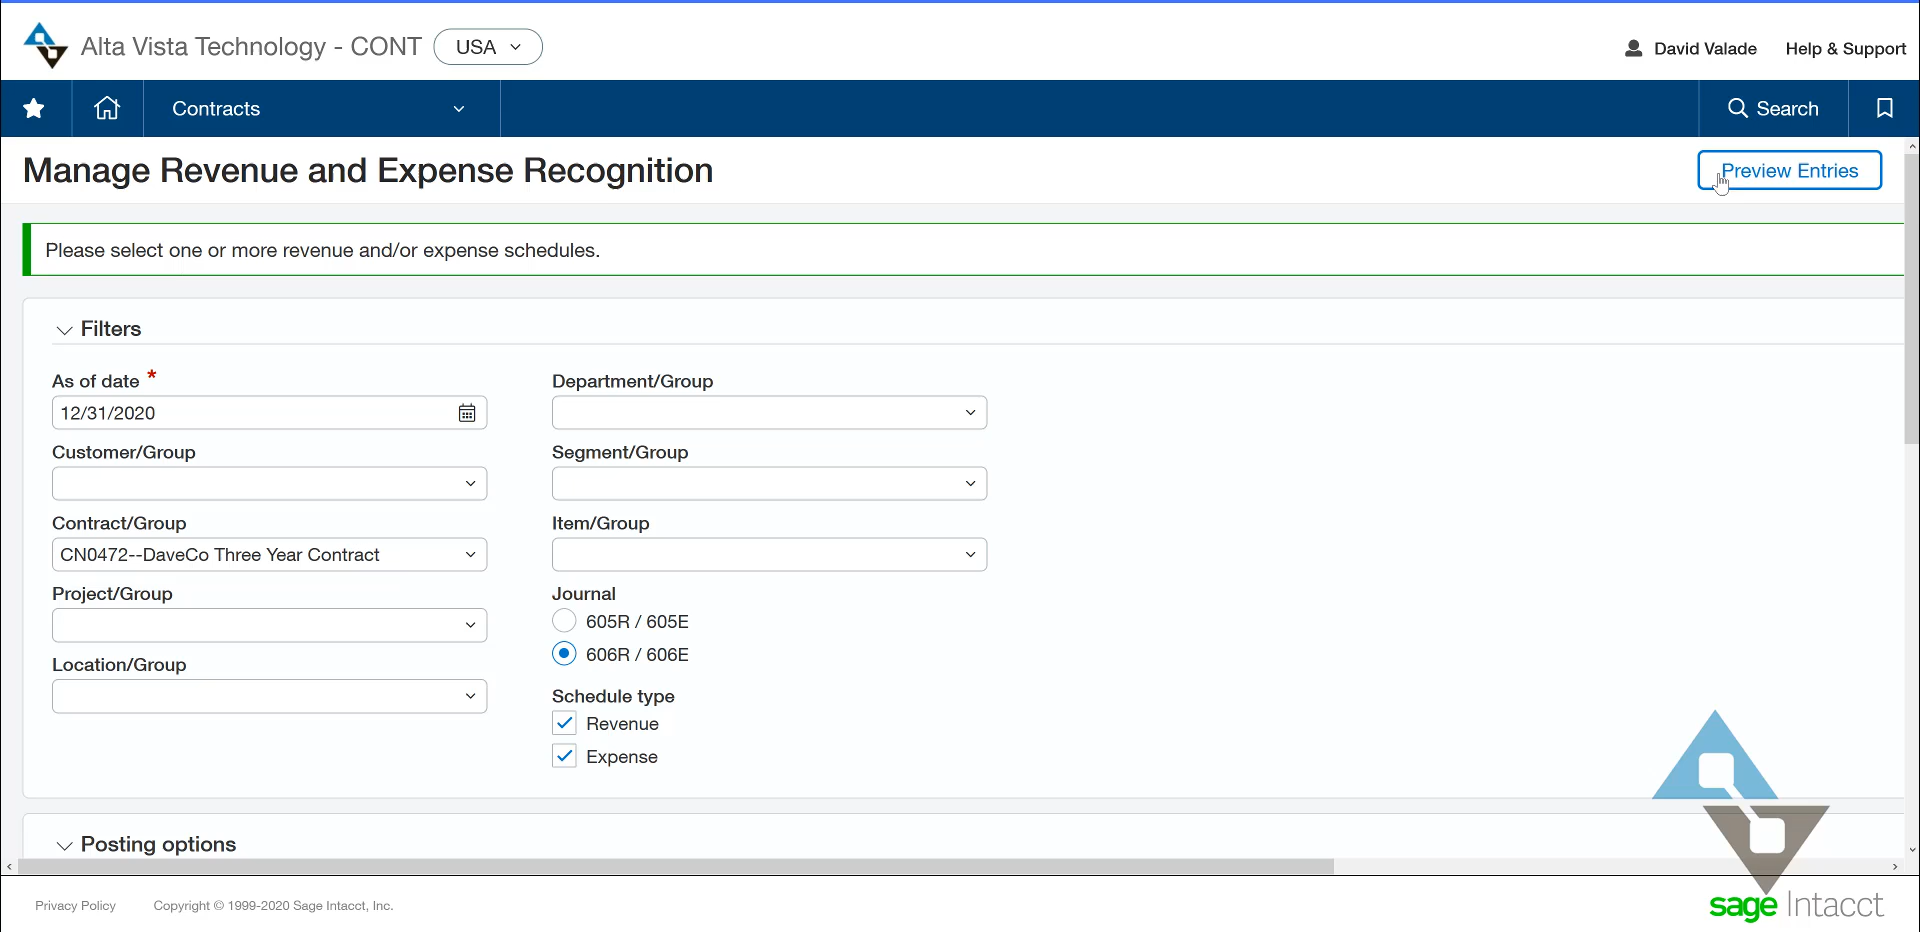 Alta Vista Technology - CONT USA
David Valade Help & Support
Contracts Search
Manage Revenue and Expense Recognition
Preview Entries
Please select one or more revenue and/or expense schedules.
Filters
As of date *
12/31/2020
Customer/Group
Contract/Group
CN0472--DaveCo Three Year Contract
Project/Group
Location/Group
Department/Group
Segment/Group
Item/Group
Journal
605R / 605E
606R / 606E
Schedule type
Revenue
Expense
Posting options
Privacy Policy Copyright © 1999-2020 Sage Intacct, Inc.
sage Intacct